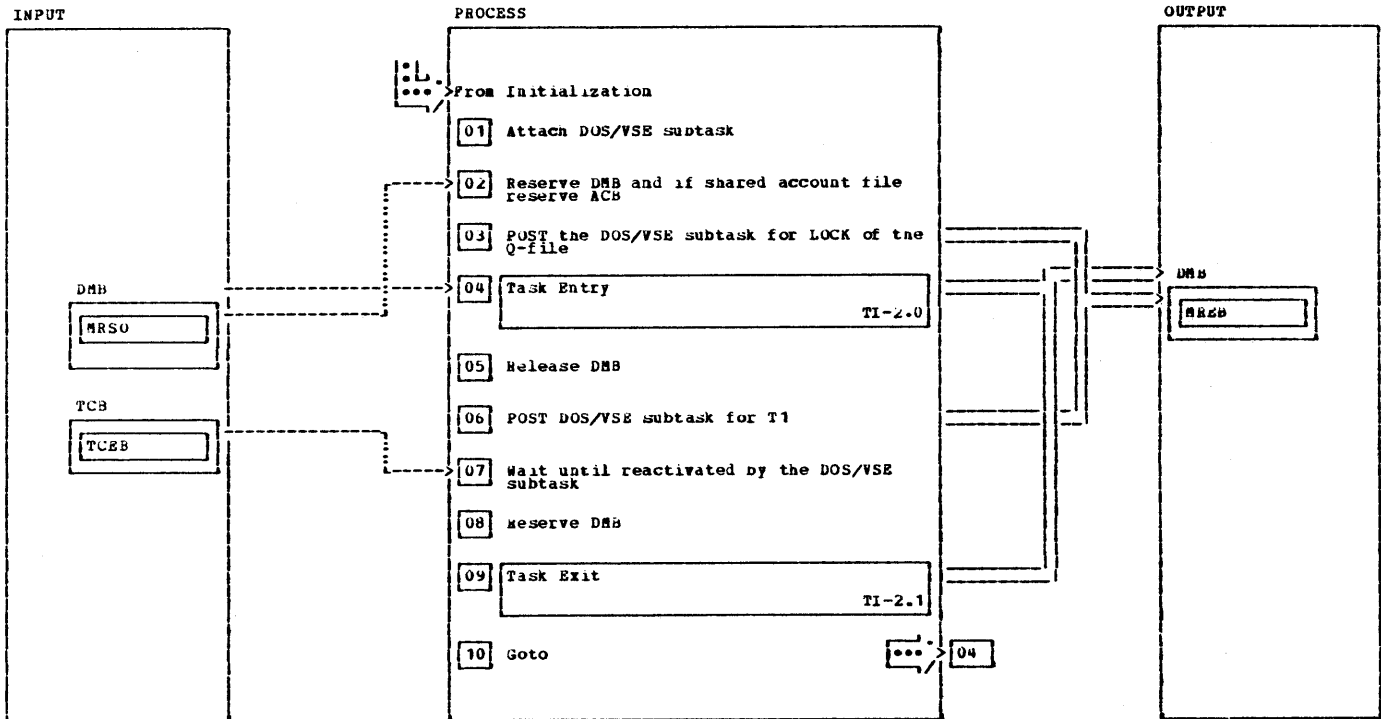 INPUT
PROCESS
OUTPUT
From Initialization
01 Attach DOS/VSE subtask
02 Reserve DMB and if shared account file
reserve ACB
03 POST the DOS/VSE subtask for LOCK of the
Q-file
DMB
MRSO
04 Task Entry
TI-2.0
DMB
MREB
05 Release DMB
TCB
TCEB
06 POST DOS/VSE subtask for T1
07 Wait until reactivated by the DOS/VSE
subtask
08 Reserve DMB
09 Task Exit
TI-2.1
10 Goto
04